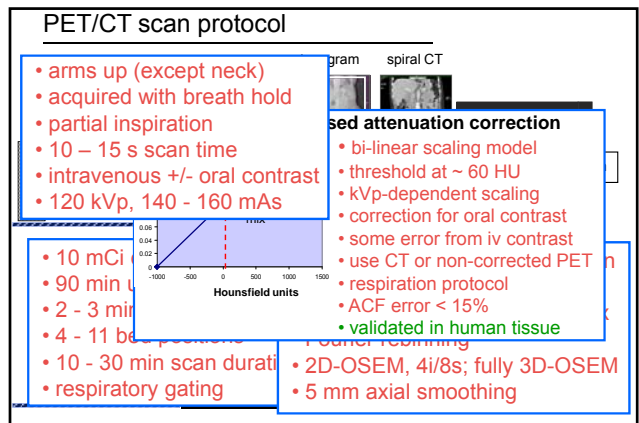 PET/CT scan protocol
spiral CT
• arms up (except neck)
• acquired with breath hold
• partial inspiration
• 10 – 15 s scan time
• intravenous +/- oral contrast
• 120 kVp, 140 - 160 mAs
attenuation correction
• bi-linear scaling model
• threshold at ~ 60 HU
• kVp-dependent scaling
• correction for oral contrast
• some error from iv contrast
• use CT or non-corrected PET
• respiration protocol
• ACF error < 15%
• validated in human tissue
0.06
0.04
0.02
0
-1000 -500 0 500 1000 1500
Hounsfield units
• 10 mCi
• 90 min
• 2 - 3 min
• 4 - 11 bed positions
• 10 - 30 min scan
• respiratory gating
Fourier rebinning
• 2D-OSEM, 4i/8s; fully 3D-OSEM
• 5 mm axial smoothing